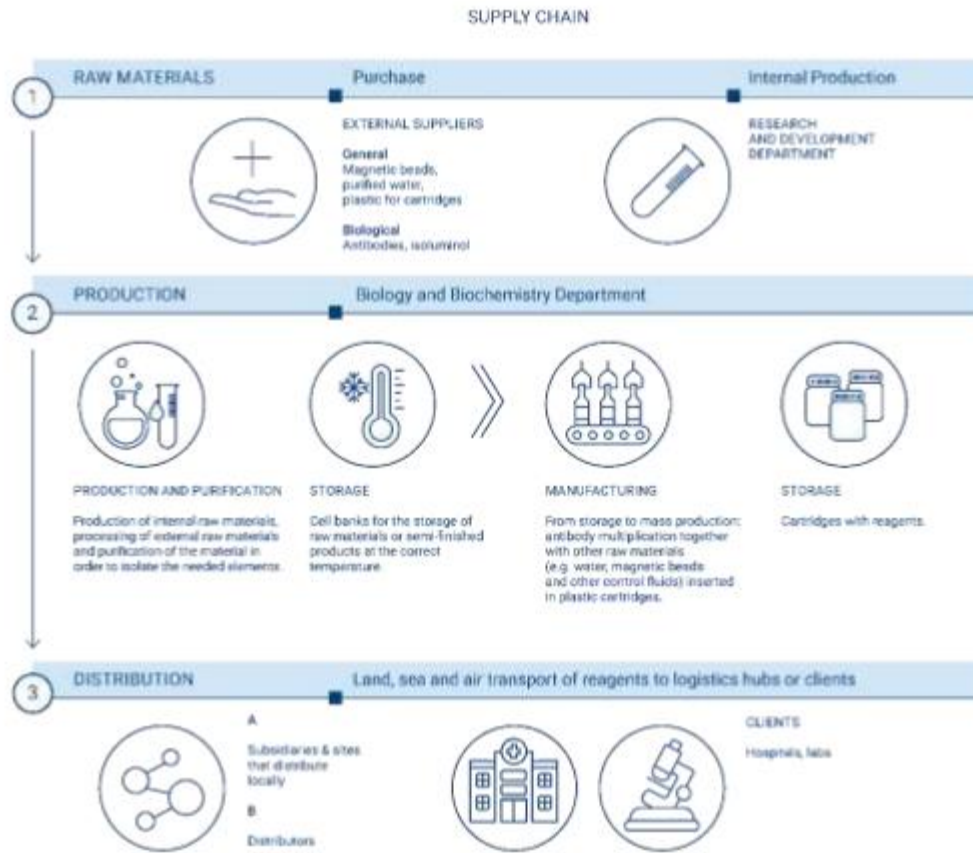 SUPPLY CHAIN
1
RAW MATERIALS
Purchase
Internal Production
EXTERNAL SUPPLIERS
General
Magnetic beads,
purified water,
plastic for cartridges
Biological
Antibodies, isoluminol
RESEARCH
AND DEVELOPMENT
DEPARTMENT
2
PRODUCTION
Biology and Biochemistry Department
PRODUCTION AND PURIFICATION
Production of internal raw materials,
processing of external raw materials
and purification of the material in
order to isolate the needed elements.
STORAGE
Cell banks for the storage of
raw materials or semi-finished
products at the correct
temperature.
MANUFACTURING
From storage to mass production:
antibody multiplication together
with other raw materials
(e.g. water, magnetic beads
and other control fluids) inserted
in plastic cartridges.
STORAGE
Cartridges with reagents.
3
DISTRIBUTION
Land, sea and air transport of reagents to logistics hubs or clients
A
Subsidiaries & sites
that distribute
locally
B
Distributors
CLIENTS
Hospitals, labs